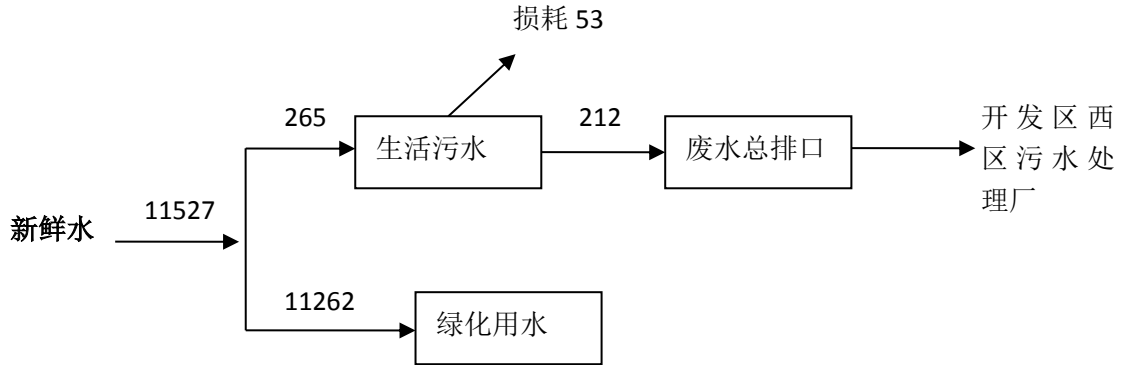 损耗 53
265
212
生活污水
废水总排口
开发区西
区污水处
理厂
11527
新鲜水
11262
绿化用水